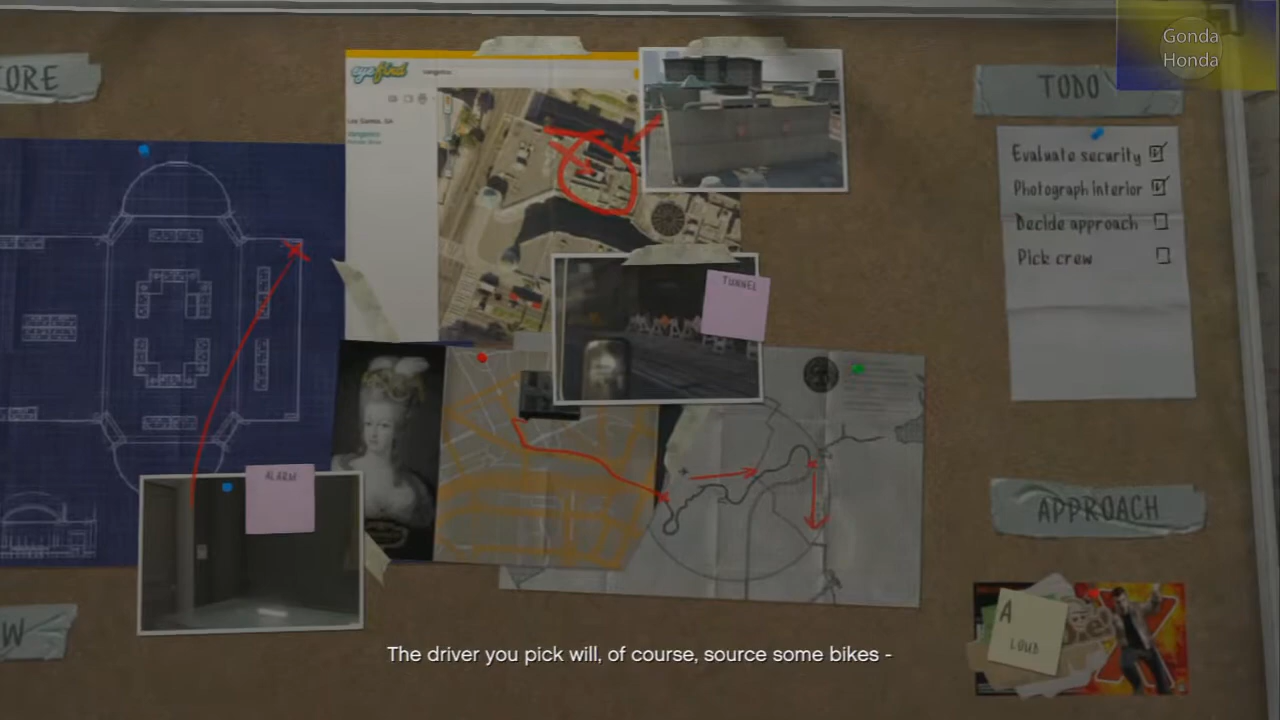 Gonda
Honda
ORE
eyefind
TODO
Evaluate security
Photograph interior
Decide approach
Pick crew
TUNNEL
ALARM
APPROACH
A
LOUD
W
The driver you pick will, of course, source some bikes -